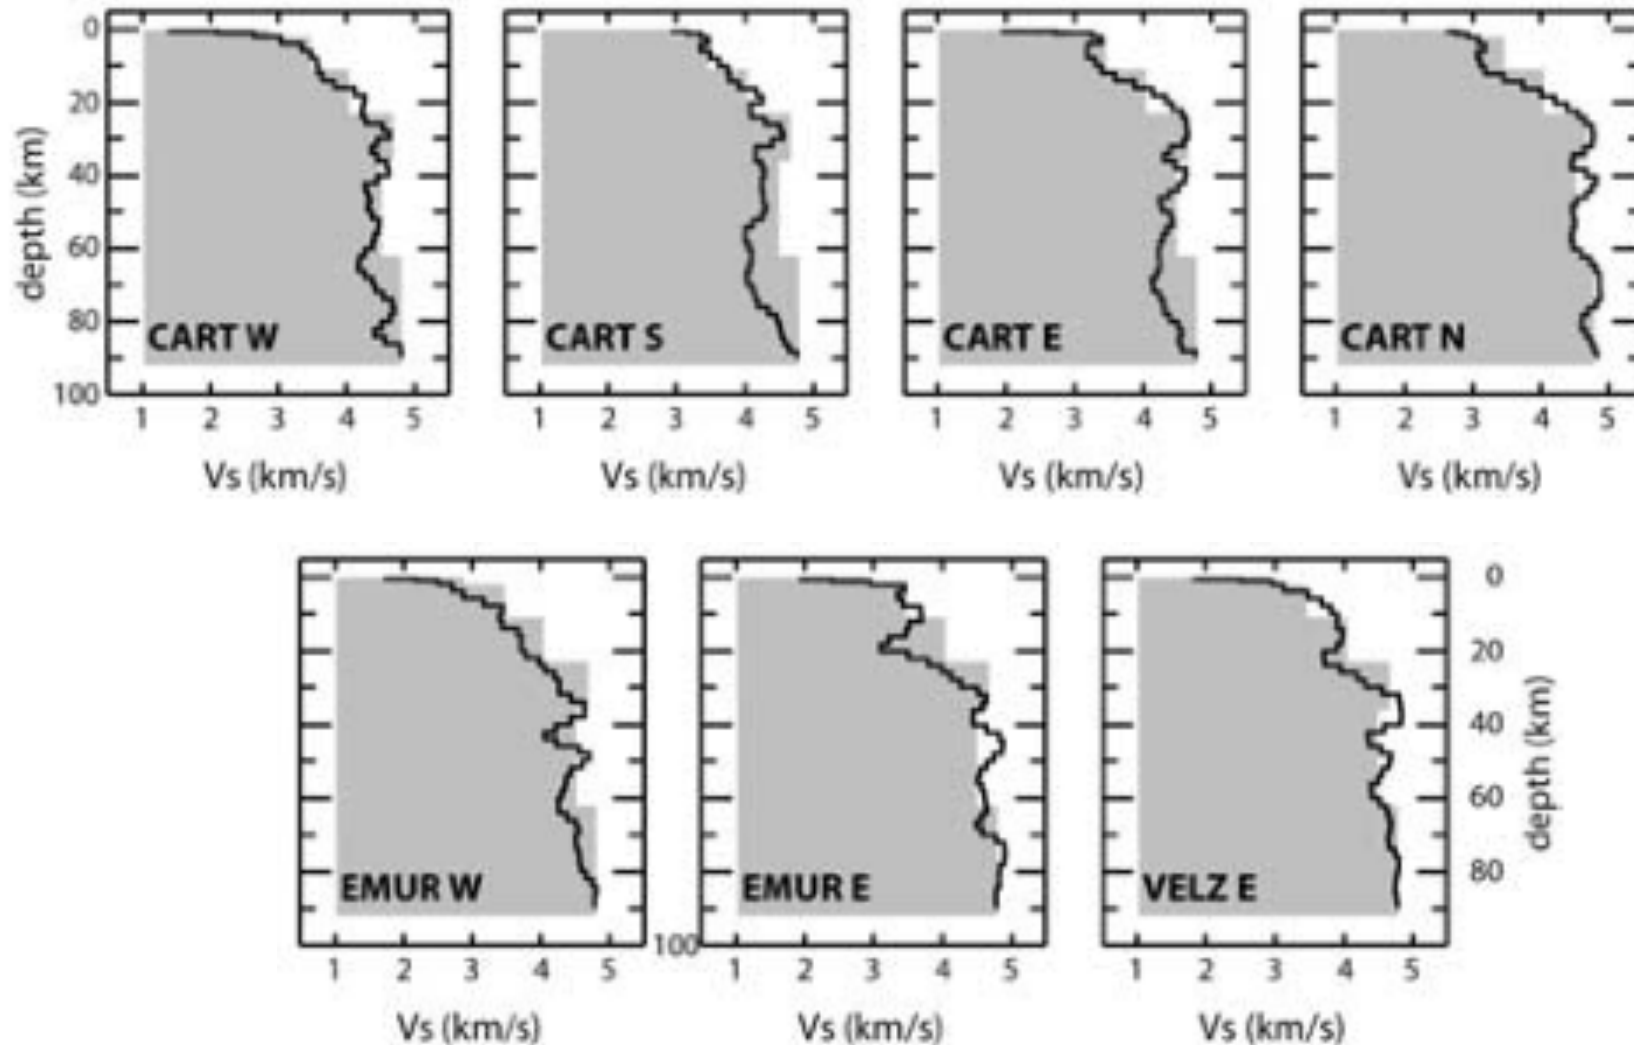 0
20
40
60
80
100
depth (km)
CART W
CART S
CART E
CART N
1 2 3 4 5
1 2 3 4 5
1 2 3 4 5
1 2 3 4 5
Vs (km/s)
Vs (km/s)
Vs (km/s)
Vs (km/s)
0
20
40
60
80
depth (km)
EMUR W
EMUR E
VELZ E
100
1 2 3 4 5
1 2 3 4 5
1 2 3 4 5
Vs (km/s)
Vs (km/s)
Vs (km/s)